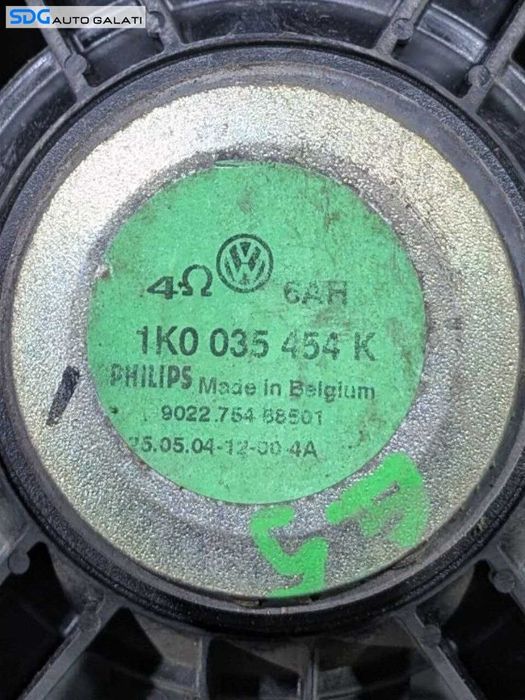 SDG AUTO GALATI
4Ω 6AH
1K0 035 454 K
PHILIPS Made in Belgium
9022 754 68501
25.05.04-12-00 4A